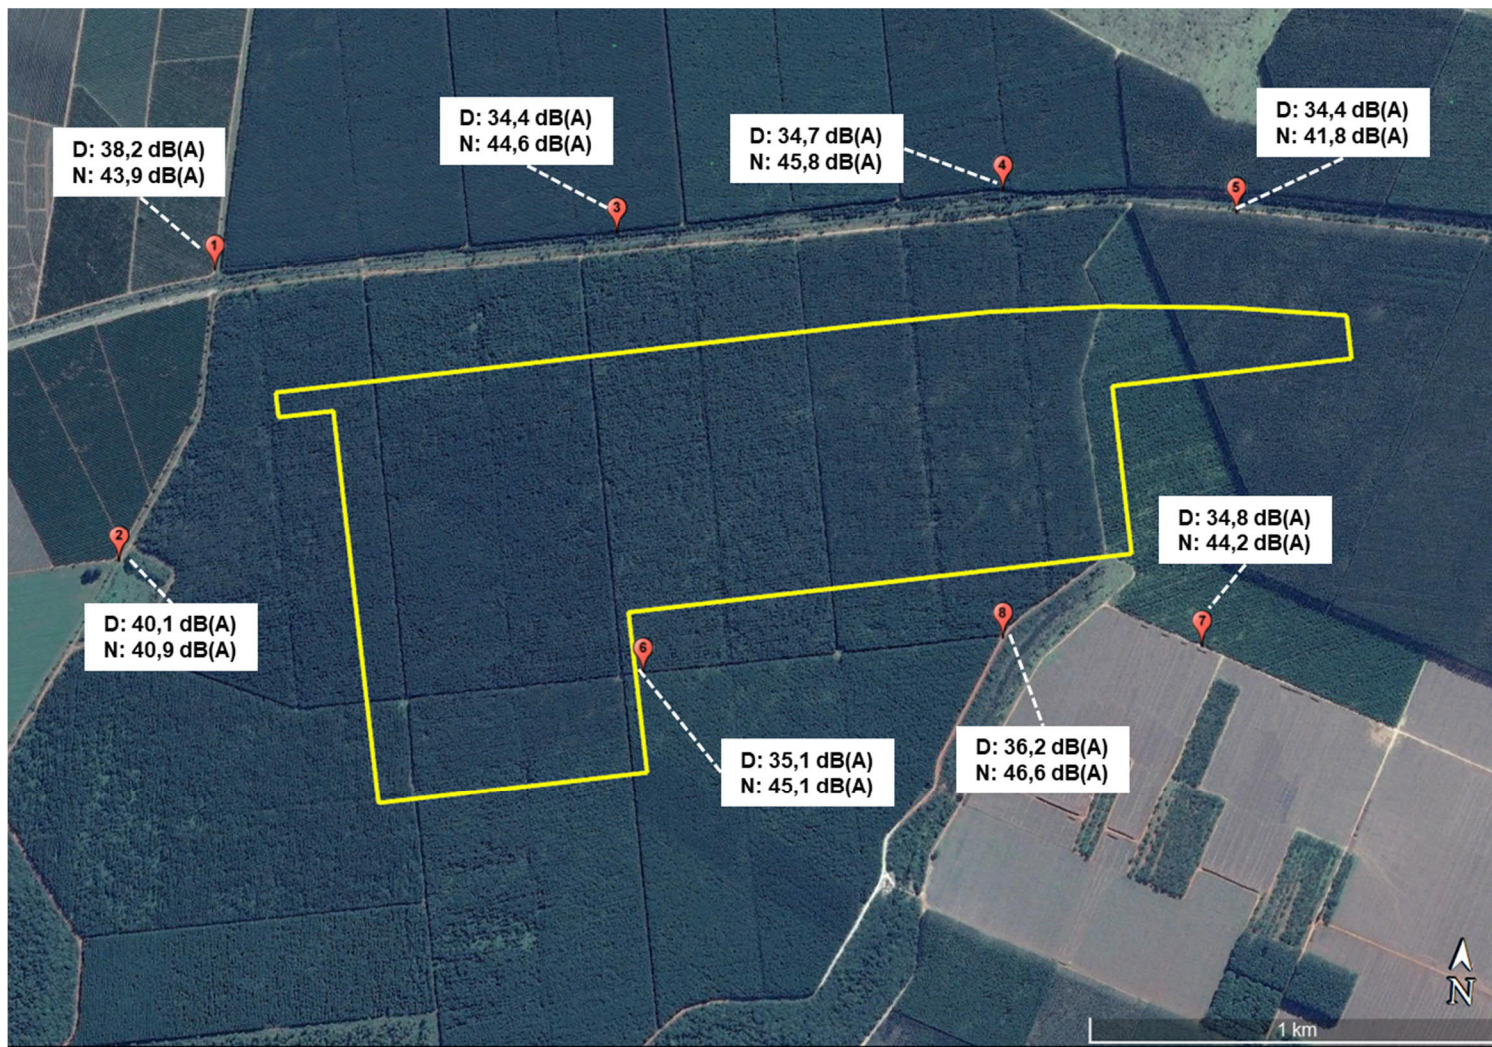 D: 38,2 dB(A)
N: 43,9 dB(A)
D: 34,4 dB(A)
N: 44,6 dB(A)
D: 34,7 dB(A)
N: 45,8 dB(A)
D: 34,4 dB(A)
N: 41,8 dB(A)
1
3
4
5
2
D: 40,1 dB(A)
N: 40,9 dB(A)
6
D: 35,1 dB(A)
N: 45,1 dB(A)
8
D: 36,2 dB(A)
N: 46,6 dB(A)
7
D: 34,8 dB(A)
N: 44,2 dB(A)
N
1 km